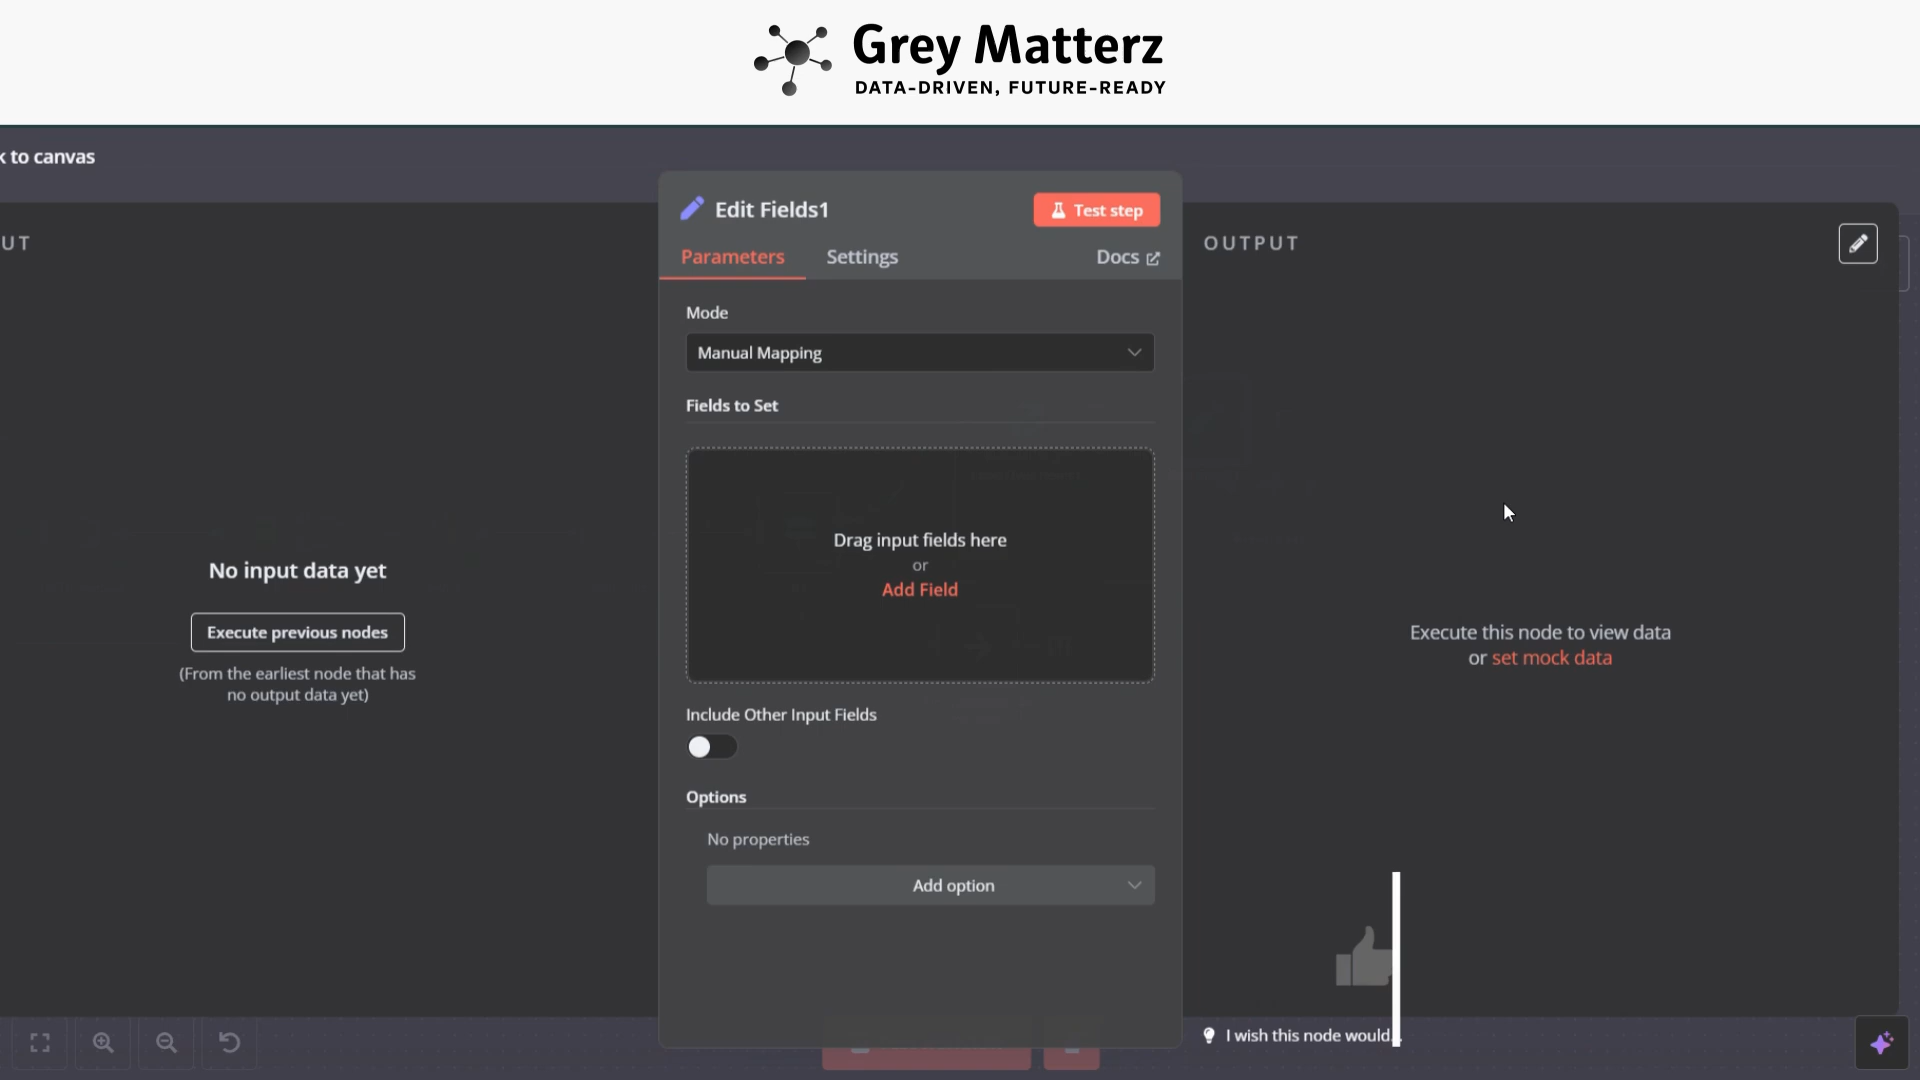 Grey Matterz
DATA-DRIVEN, FUTURE-READY
k to canvas
UT
Edit Fields1
Test step
Parameters
Settings
Docs
OUTPUT
Mode
Manual Mapping
Fields to Set
Drag input fields here
or
Add Field
No input data yet
Execute previous nodes
(From the earliest node that has
no output data yet)
Execute this node to view data
or set mock data
Include Other Input Fields
Options
No properties
Add option
I wish this node would..